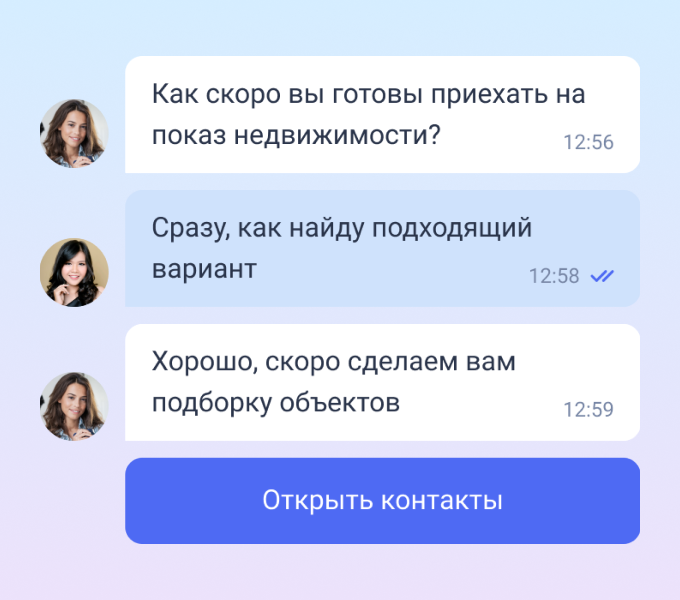 Как скоро вы готовы приехать на
показ недвижимости?
12:56
Сразу, как найду подходящий
вариант
12:58
Хорошо, скоро сделаем вам
подборку объектов
12:59
Открыть контакты